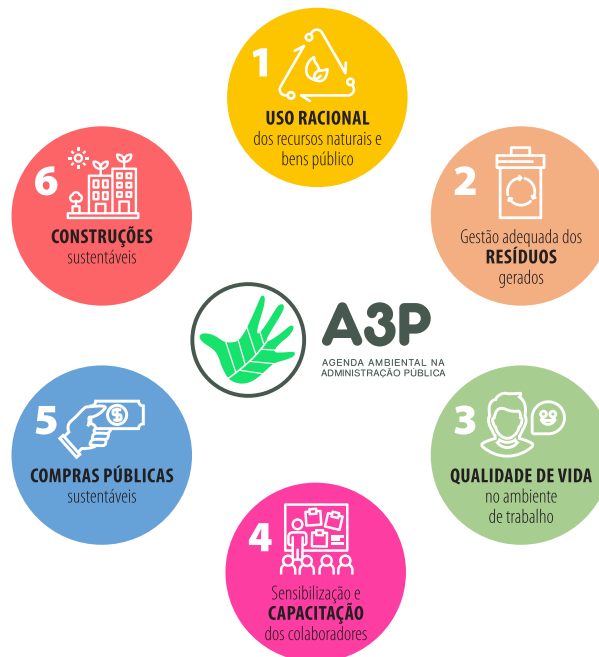 1
USO RACIONAL
dos recursos naturais e
bens público
2
Gestão adequada dos
RESÍDUOS
gerados
3
QUALIDADE DE VIDA
no ambiente
de trabalho
4
Sensibilização e
CAPACITAÇÃO
dos colaboradores
5
COMPRAS PÚBLICAS
sustentáveis
6
CONSTRUÇÕES
sustentáveis
A3P
AGENDA AMBIENTAL NA
ADMINISTRAÇÃO PÚBLICA